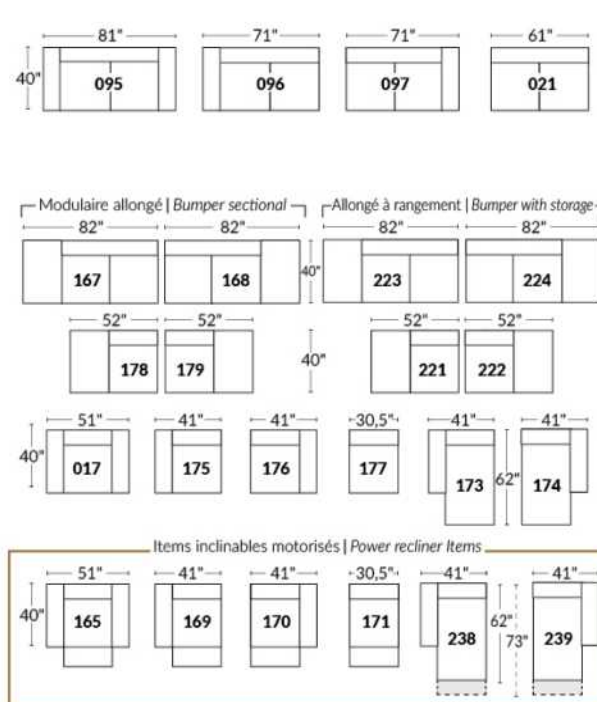 81" 71" 71" 61"
40" 095 096 097 021
Modulaire allongé | Bumper sectional Allongé à rangement | Bumper with storage
82" 82" 82" 82"
167 168 40" 223 224
52" 52" 52" 52"
178 179 40" 221 222
51" 41" 41" 30,5" 41" 41"
40" 017 175 176 177 173 62" 174
Items inclinables motorisés | Power recliner Items
51" 41" 41" 30,5" 41" 41"
40" 165 169 170 171 238 62" 73" 239